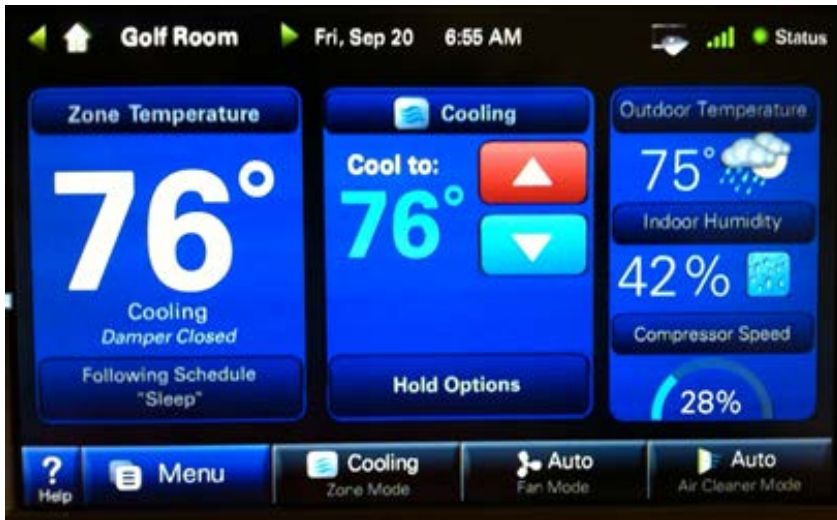 Golf Room
Fri, Sep 20 6:55 AM
Status
Zone Temperature
76°
Cooling
Damper Closed
Following Schedule
"Sleep"
Cooling
Cool to:
76°
Hold Options
Outdoor Temperature
75°
Indoor Humidity
42%
Compressor Speed
28%
?
Help
Menu
Cooling
Zone Mode
Auto
Fan Mode
Auto
Air Cleaner Mode